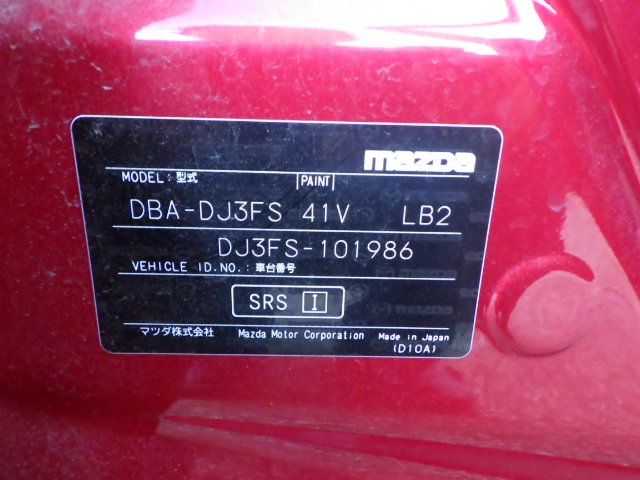 mazda
MODEL:型式 PAINT
DBA-DJ3FS 41V LB2
DJ3FS-101986
VEHICLE ID.NO.:車台番号
SRS I
マツダ株式会社 Mazda Motor Corporation Made in Japan
(D10A)